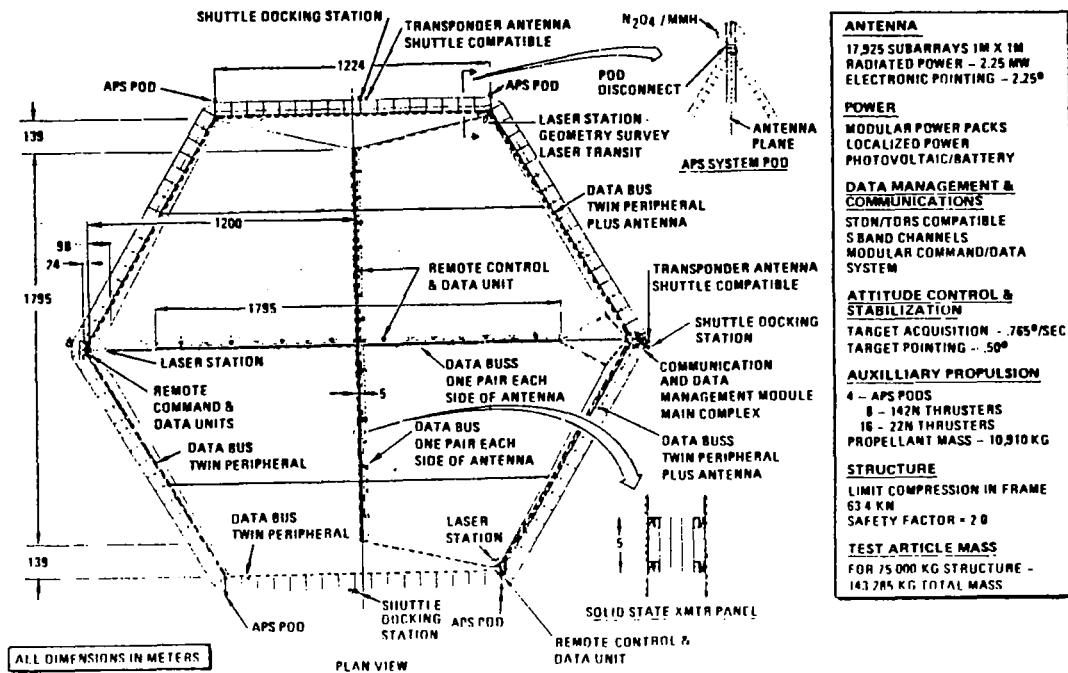 SHUTTLE DOCKING STATION
TRANSPONDER ANTENNA
SHUTTLE COMPATIBLE
1224
APS POD
APS POD
N2O4/MMH
POD
DISCONNECT
ANTENNA
PLANE
APS SYSTEM POD
139
LASER STATION -
GEOMETRY SURVEY
LASER TRANSIT
DATA BUS
TWIN PERIPHERAL
PLUS ANTENNA
1200
98
24
1795
REMOTE CONTROL
& DATA UNIT
TRANSPONDER ANTENNA
SHUTTLE COMPATIBLE
1795
SHUTTLE DOCKING
STATION
LASER STATION
DATA BUSS
ONE PAIR EACH
SIDE OF ANTENNA
5
COMMUNICATION
AND DATA
MANAGEMENT MODULE
MAIN COMPLEX
REMOTE
COMMAND &
DATA UNITS
DATA BUS
ONE PAIR EACH
SIDE OF ANTENNA
DATA BUSS
TWIN PERIPHERAL
PLUS ANTENNA
DATA BUS
TWIN PERIPHERAL
DATA BUS
TWIN PERIPHERAL
LASER
STATION
5
139
SOLID STATE XMTR PANEL
APS POD
SHUTTLE
DOCKING
STATION
APS POD
REMOTE CONTROL &
DATA UNIT
ALL DIMENSIONS IN METERS
PLAN VIEW
ANTENNA
17,925 SUBARRAYS 1M X 1M
RADIATED POWER - 2.25 MW
ELECTRONIC POINTING - 2.25°
POWER
MODULAR POWER PACKS
LOCALIZED POWER
PHOTOVOLTAIC/BATTERY
DATA MANAGEMENT &
COMMUNICATIONS
STDN/TDRS COMPATIBLE
S BAND CHANNELS
MODULAR COMMAND/DATA
SYSTEM
ATTITUDE CONTROL &
STABILIZATION
TARGET ACQUISITION - .765°/SEC
TARGET POINTING - .50°
AUXILLIARY PROPULSION
4 - APS PODS
8 - 142N THRUSTERS
16 - 22N THRUSTERS
PROPELLANT MASS - 10,910 KG
STRUCTURE
LIMIT COMPRESSION IN FRAME
63.4 KN
SAFETY FACTOR = 2.0
TEST ARTICLE MASS
FOR 75 000 KG STRUCTURE -
143,285 KG TOTAL MASS